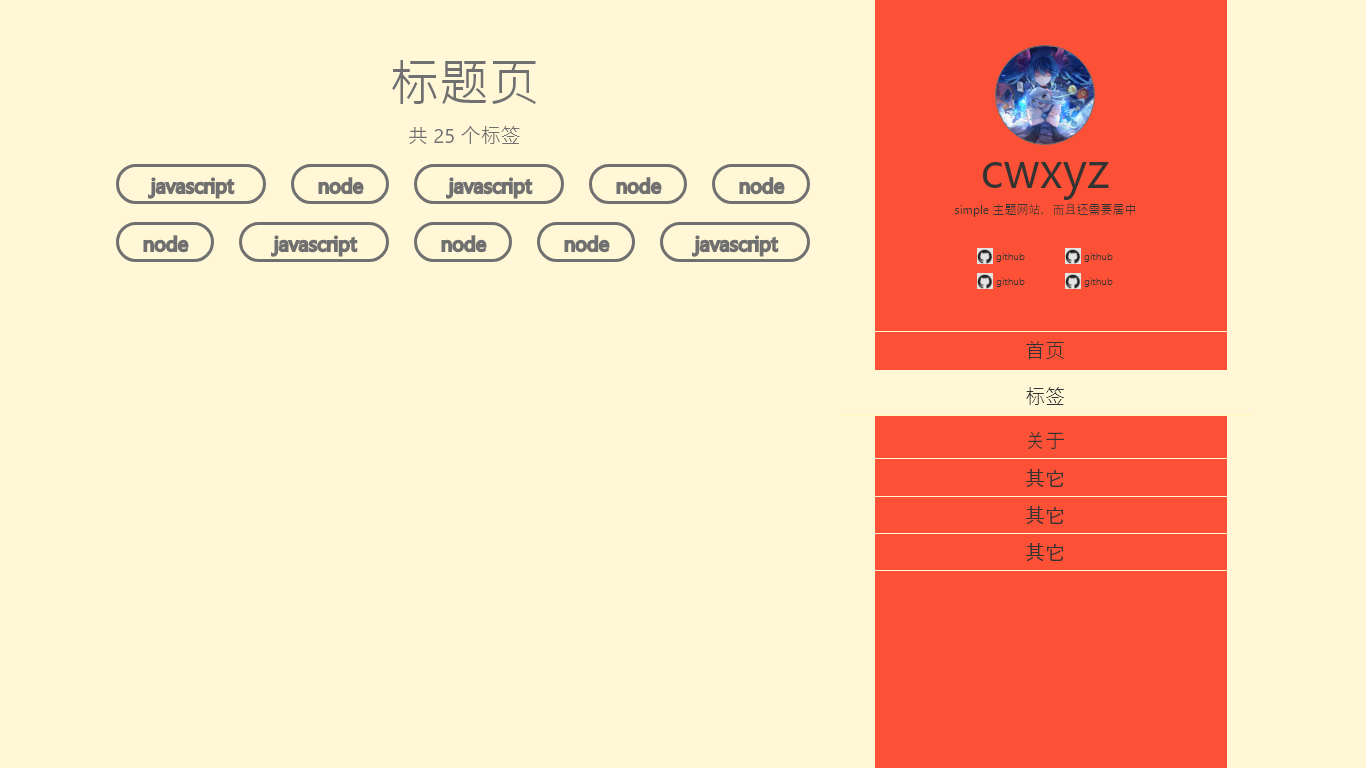 标题页
共 25 个标签
javascript node javascript node node
node javascript node node javascript
cwxyz
simple 主题网站，而且还需要居中
github github
github github
首页
标签
关于
其它
其它
其它